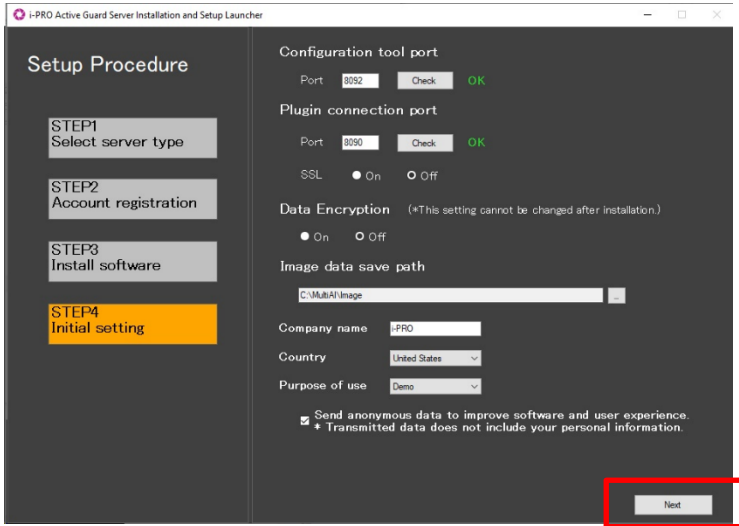 i-PRO Active Guard Server Installation and Setup Launcher
Setup Procedure
STEP1
Select server type
STEP2
Account registration
STEP3
Install software
STEP4
Initial setting
Configuration tool port
Port 8092 Check OK
Plugin connection port
Port 8090 Check OK
SSL On Off
Data Encryption (*This setting cannot be changed after installation.)
On Off
Image data save path
C:\MultiAI\Image ...
Company name i-PRO
Country United States
Purpose of use Demo
Send anonymous data to improve software and user experience.
* Transmitted data does not include your personal information.
Next